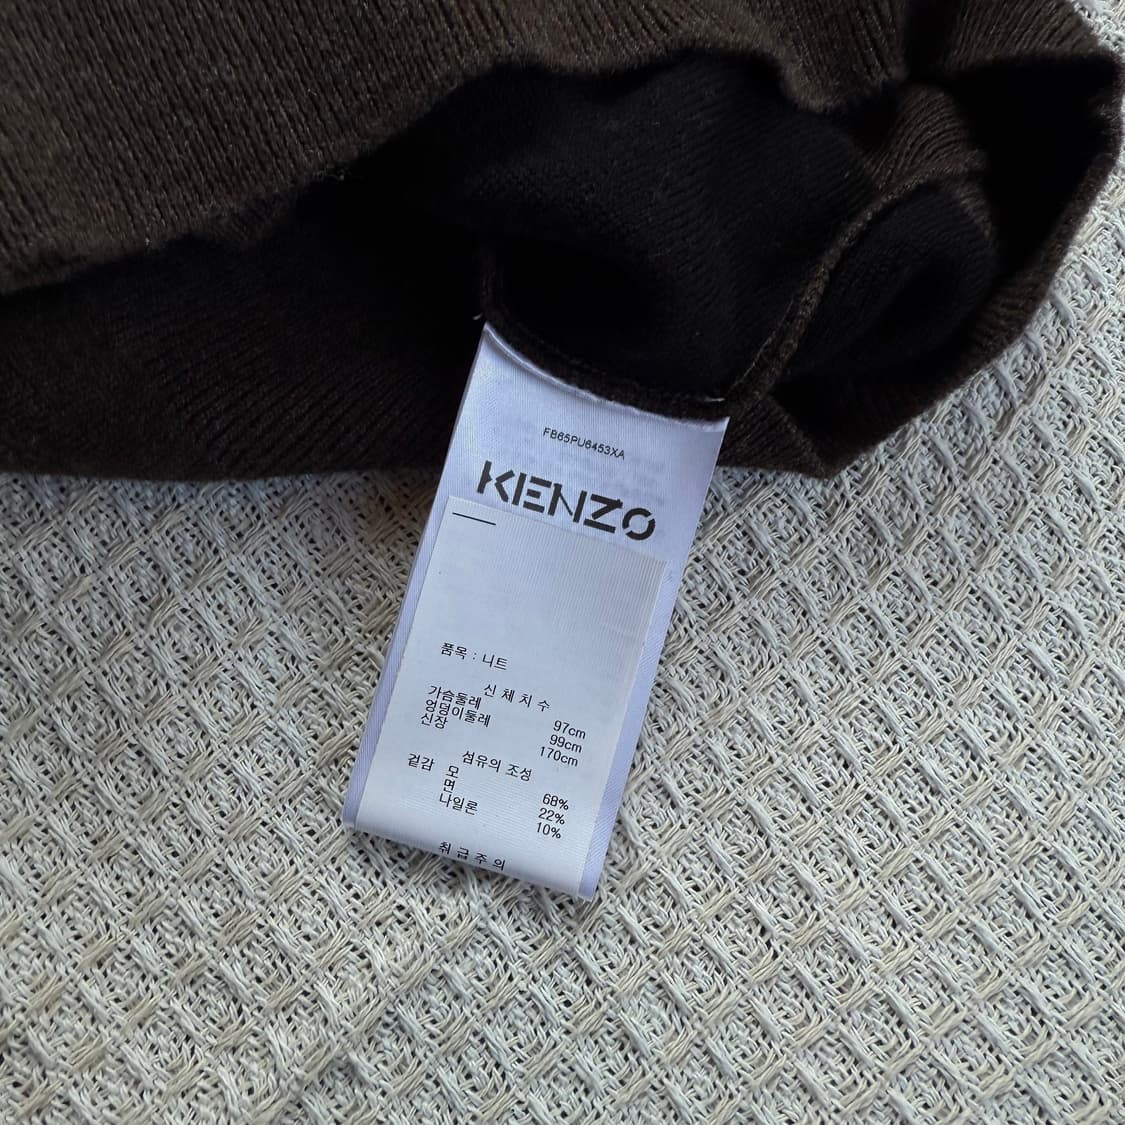 FB65PU6453XA
KENZO
품목 : 니트
신 체 치 수
가슴둘레 97cm
엉덩이둘레 99cm
신장 170cm
섬유의 조성
겉감 모 68%
면 22%
나일론 10%
취 급 주 의